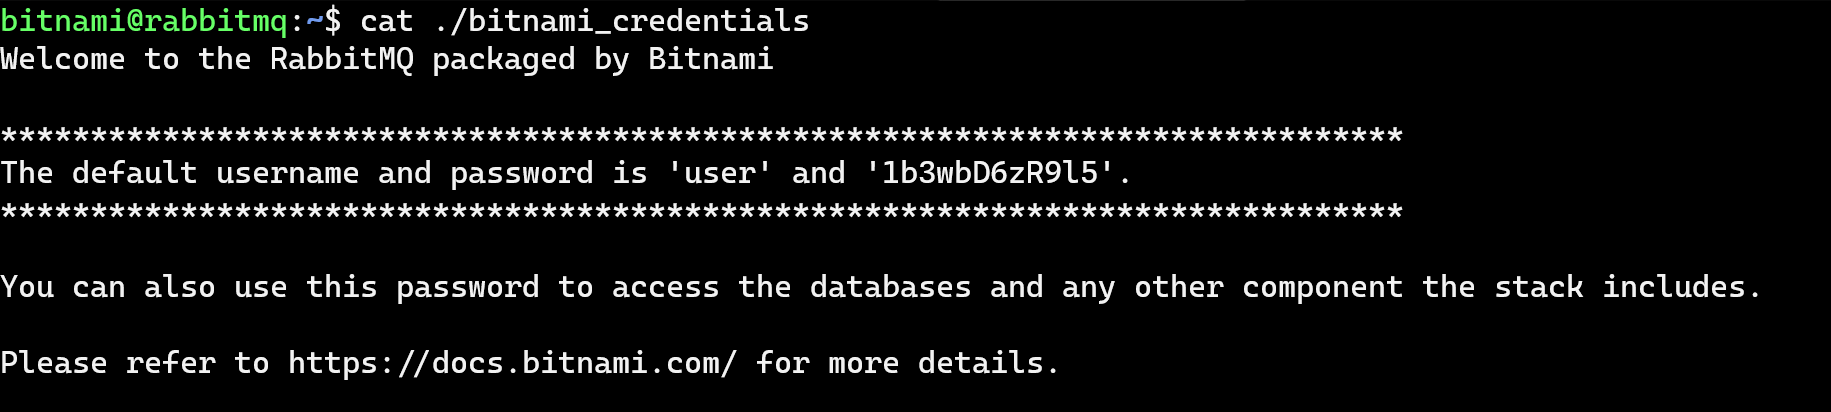 bitnami@rabbitmq:~$ cat ./bitnami_credentials
Welcome to the RabbitMQ packaged by Bitnami
******************************************************************************
The default username and password is 'user' and '1b3wbD6zR9l5'.
******************************************************************************
You can also use this password to access the databases and any other component the stack includes.
Please refer to https://docs.bitnami.com/ for more details.